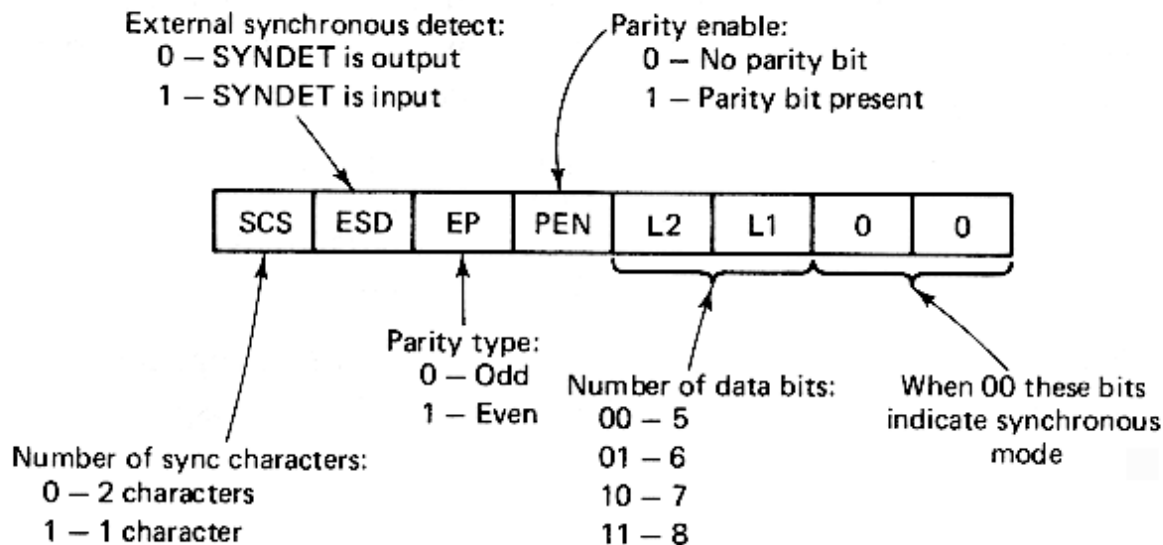 External synchronous detect:
0 – SYNDET is output
1 – SYNDET is input
Parity enable:
0 – No parity bit
1 – Parity bit present
SCS ESD EP PEN L2 L1 0 0
Parity type:
0 – Odd
1 – Even
Number of data bits:
00 – 5
01 – 6
10 – 7
11 – 8
When 00 these bits
indicate synchronous
mode
Number of sync characters:
0 – 2 characters
1 – 1 character